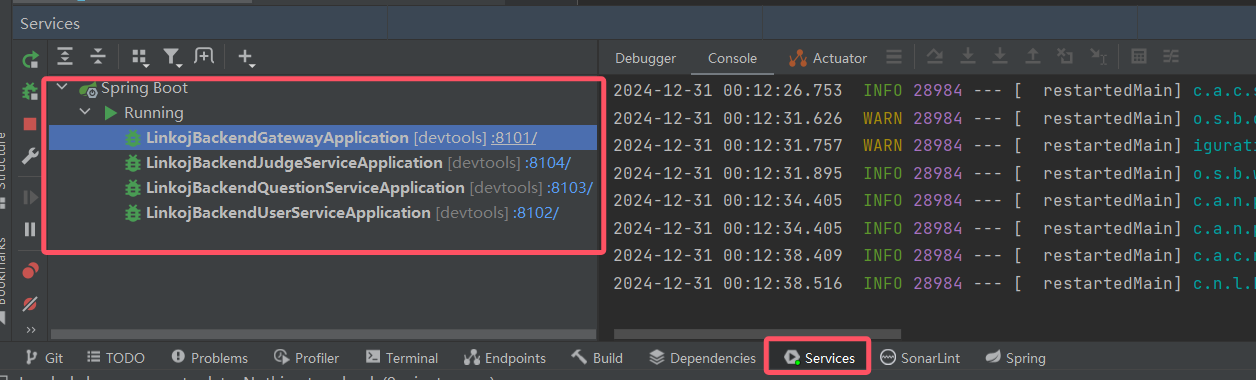 Services
Structure
Bookmarks
Debugger Console Actuator
Spring Boot
Running
LinkojBackendGatewayApplication [devtools] :8101/
LinkojBackendJudgeServiceApplication [devtools] :8104/
LinkojBackendQuestionServiceApplication [devtools] :8103/
LinkojBackendUserServiceApplication [devtools] :8102/
2024-12-31 00:12:26.753 INFO 28984 --- [ restartedMain] c.a.c.s
2024-12-31 00:12:31.626 WARN 28984 --- [ restartedMain] o.s.b.
2024-12-31 00:12:31.757 WARN 28984 --- [ restartedMain] igurati
2024-12-31 00:12:31.895 INFO 28984 --- [ restartedMain] o.s.b.
2024-12-31 00:12:34.405 INFO 28984 --- [ restartedMain] c.a.n.p
2024-12-31 00:12:34.405 INFO 28984 --- [ restartedMain] c.a.n.p
2024-12-31 00:12:38.409 INFO 28984 --- [ restartedMain] c.a.c.
2024-12-31 00:12:38.516 INFO 28984 --- [ restartedMain] c.n.l.
Git TODO Problems Profiler Terminal Endpoints Build Dependencies Services SonarLint Spring